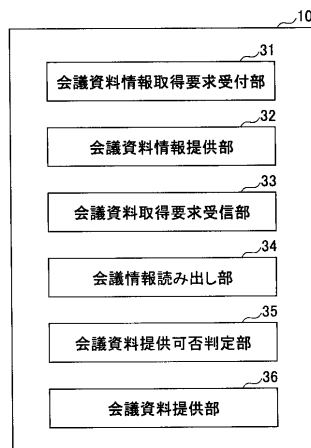 10
31
会議資料情報取得要求受付部
32
会議資料情報提供部
33
会議資料取得要求受信部
34
会議情報読み出し部
35
会議資料提供可否判定部
36
会議資料提供部